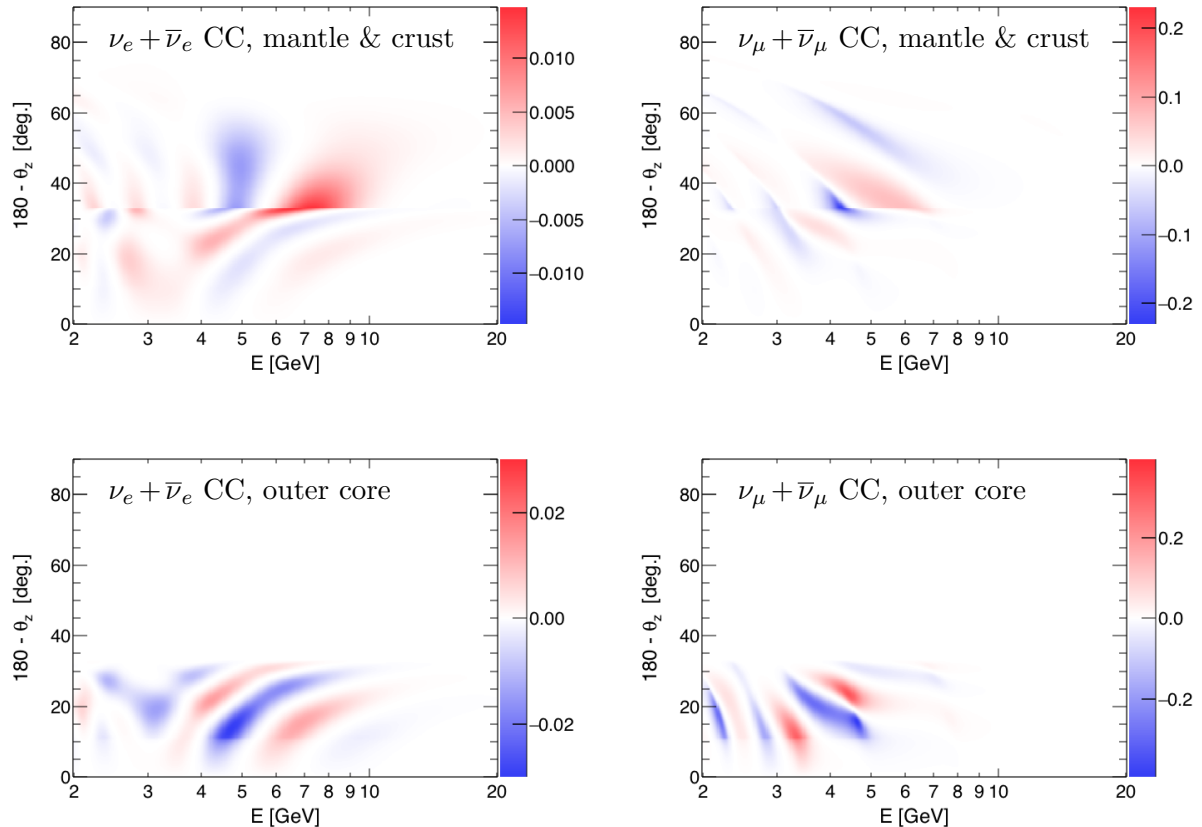 νe + ν̅e CC, mantle & crust
80
60
40
20
0
180 - θz [deg.]
2 3 4 5 6 7 8 9 10 20
E [GeV]
0.010
0.005
0.000
−0.005
−0.010
νμ + ν̅μ CC, mantle & crust
80
60
40
20
0
180 - θz [deg.]
2 3 4 5 6 7 8 9 10 20
E [GeV]
0.2
0.1
0.0
−0.1
−0.2
νe + ν̅e CC, outer core
80
60
40
20
0
180 - θz [deg.]
2 3 4 5 6 7 8 9 10 20
E [GeV]
0.02
0.00
−0.02
νμ + ν̅μ CC, outer core
80
60
40
20
0
180 - θz [deg.]
2 3 4 5 6 7 8 9 10 20
E [GeV]
0.2
0.0
−0.2